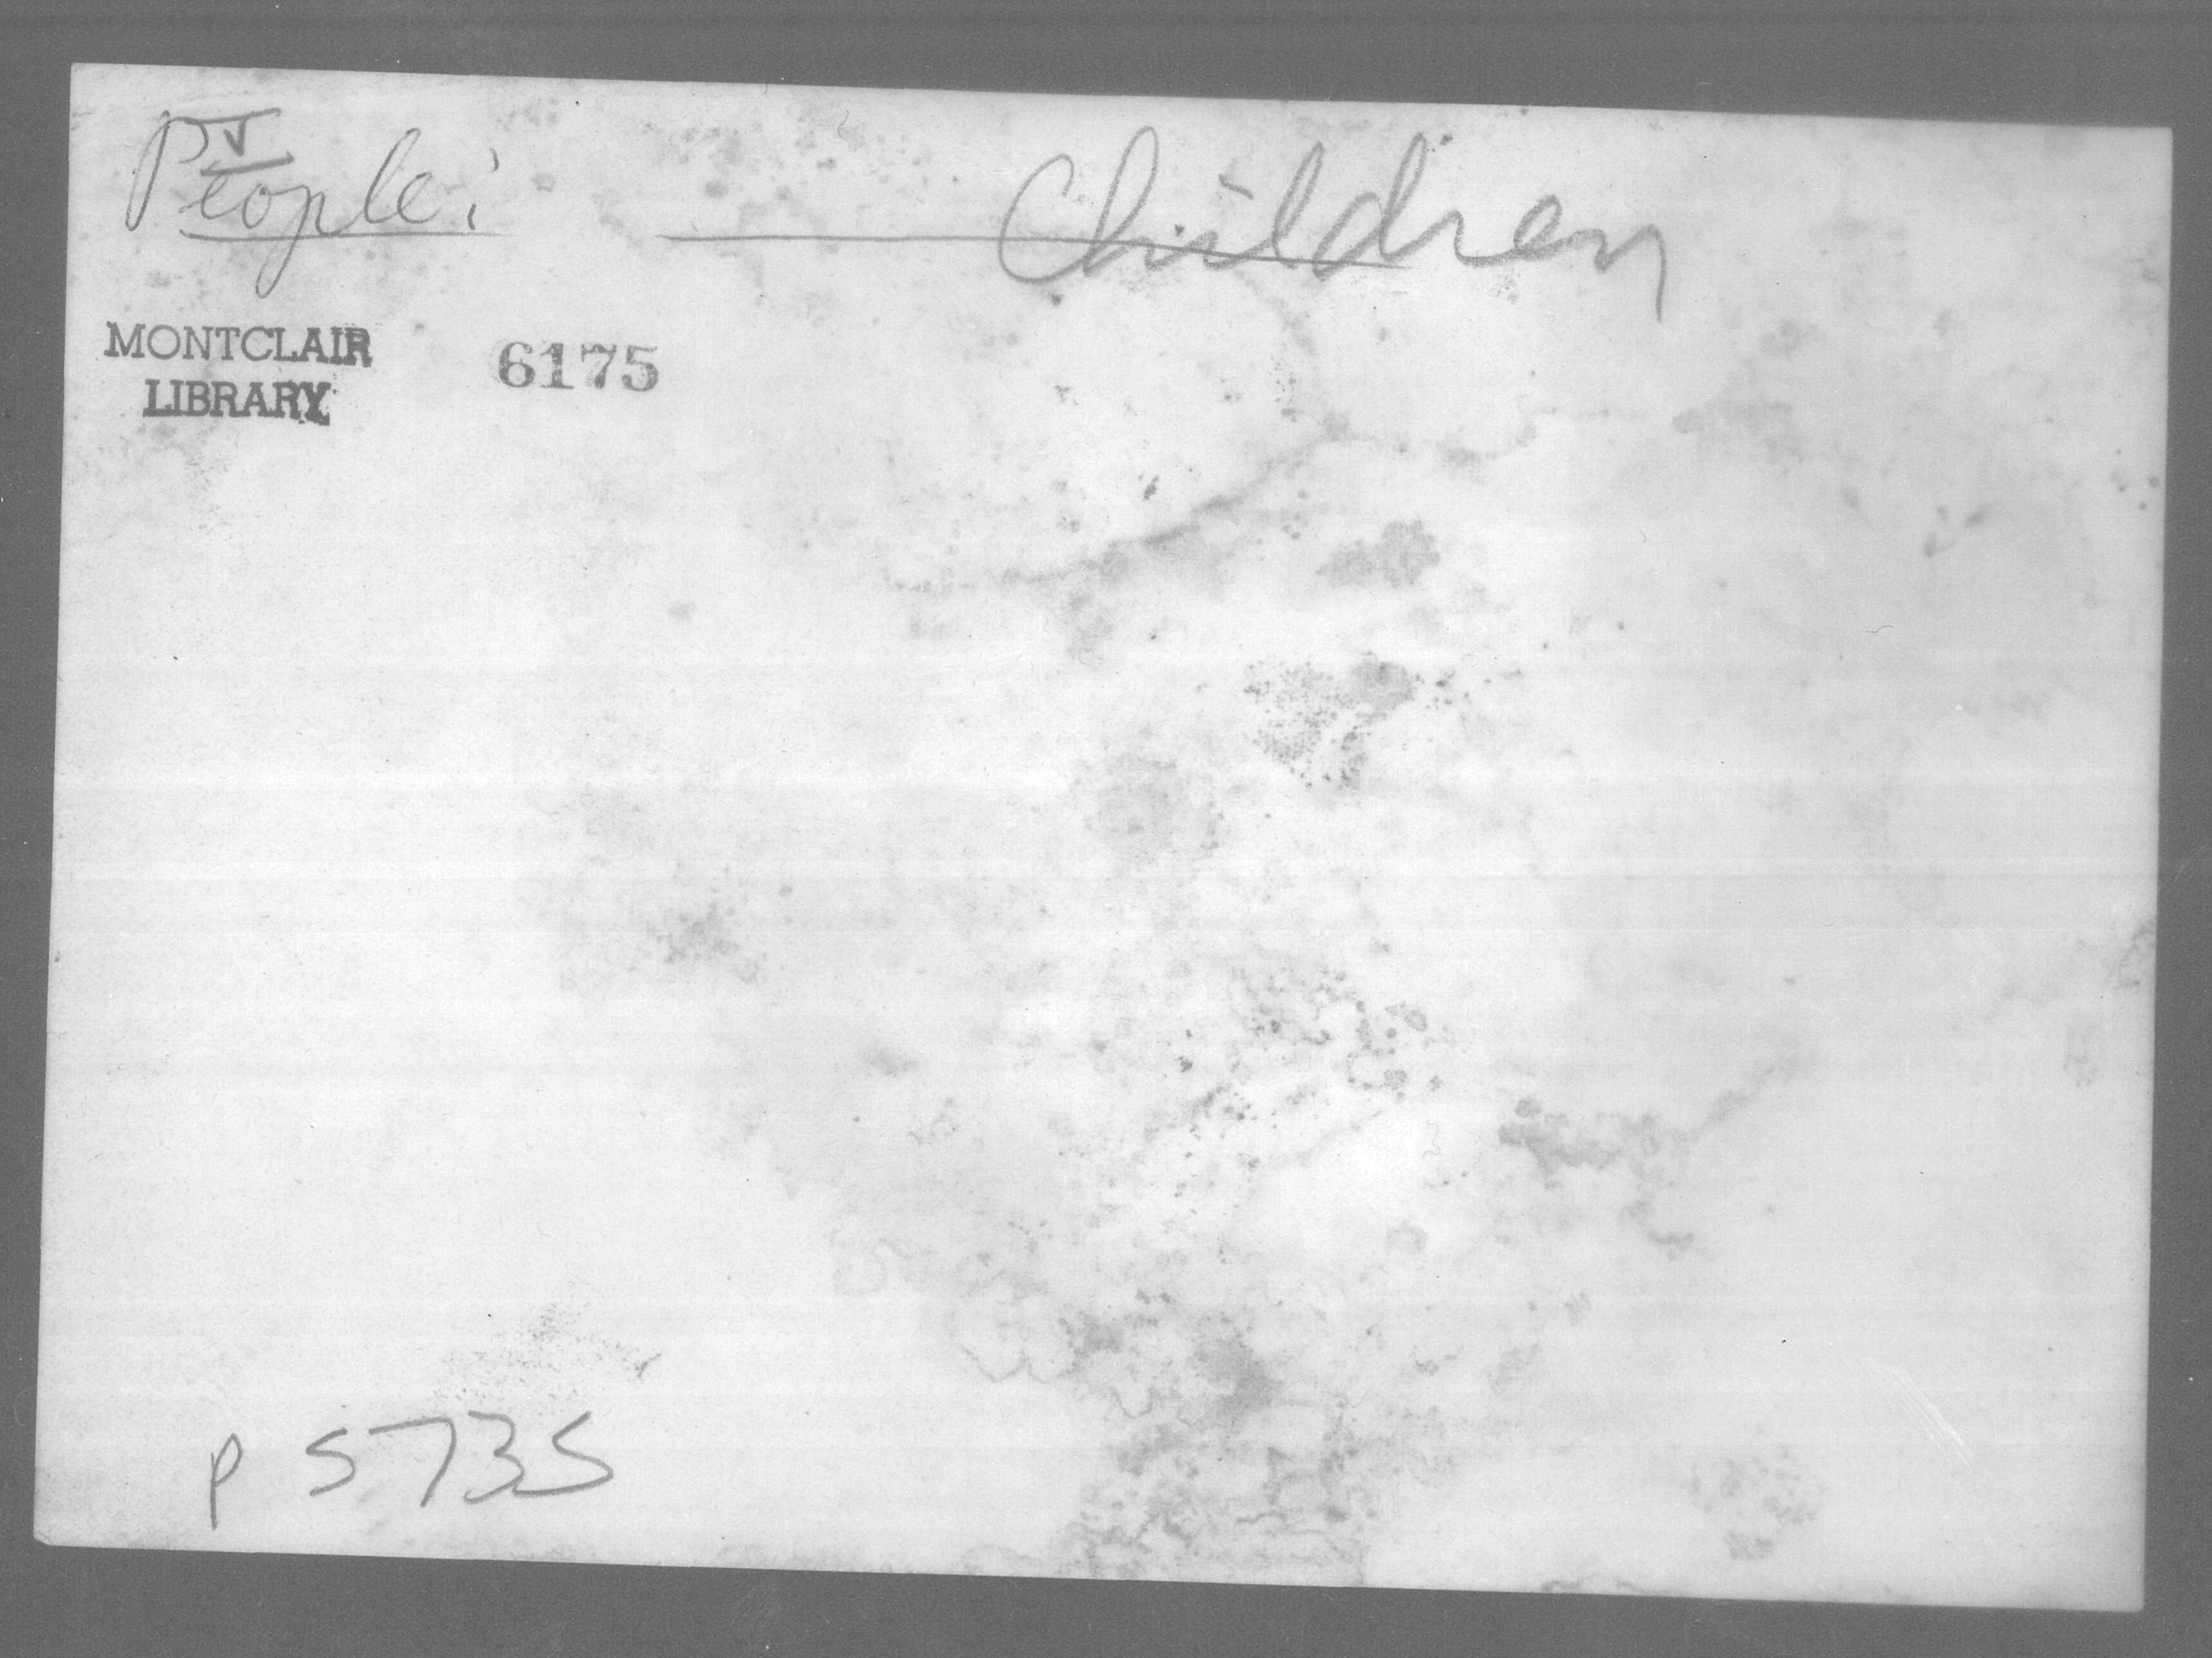 V
People: Children
MONTCLAIR 6175
LIBRARY
P 5735